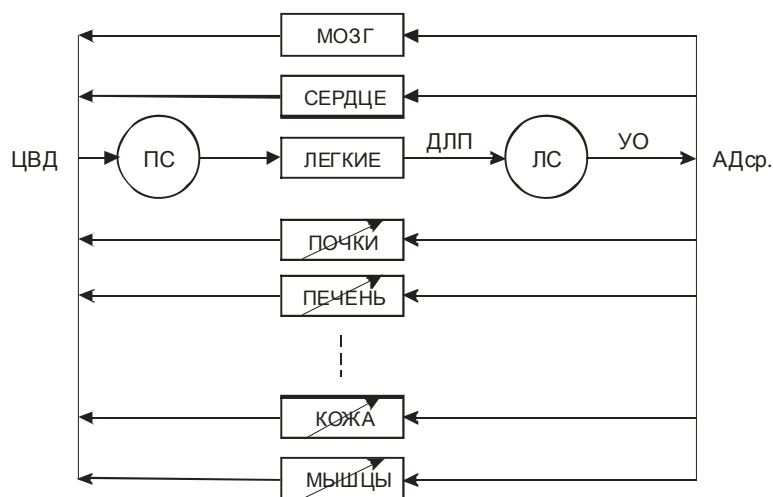 МОЗГ
СЕРДЦЕ
ЦВД ПС ЛЕГКИЕ ДЛП ЛС УО АДср.
ПОЧКИ
ПЕЧЕНЬ
КОЖА
МЫШЦЫ